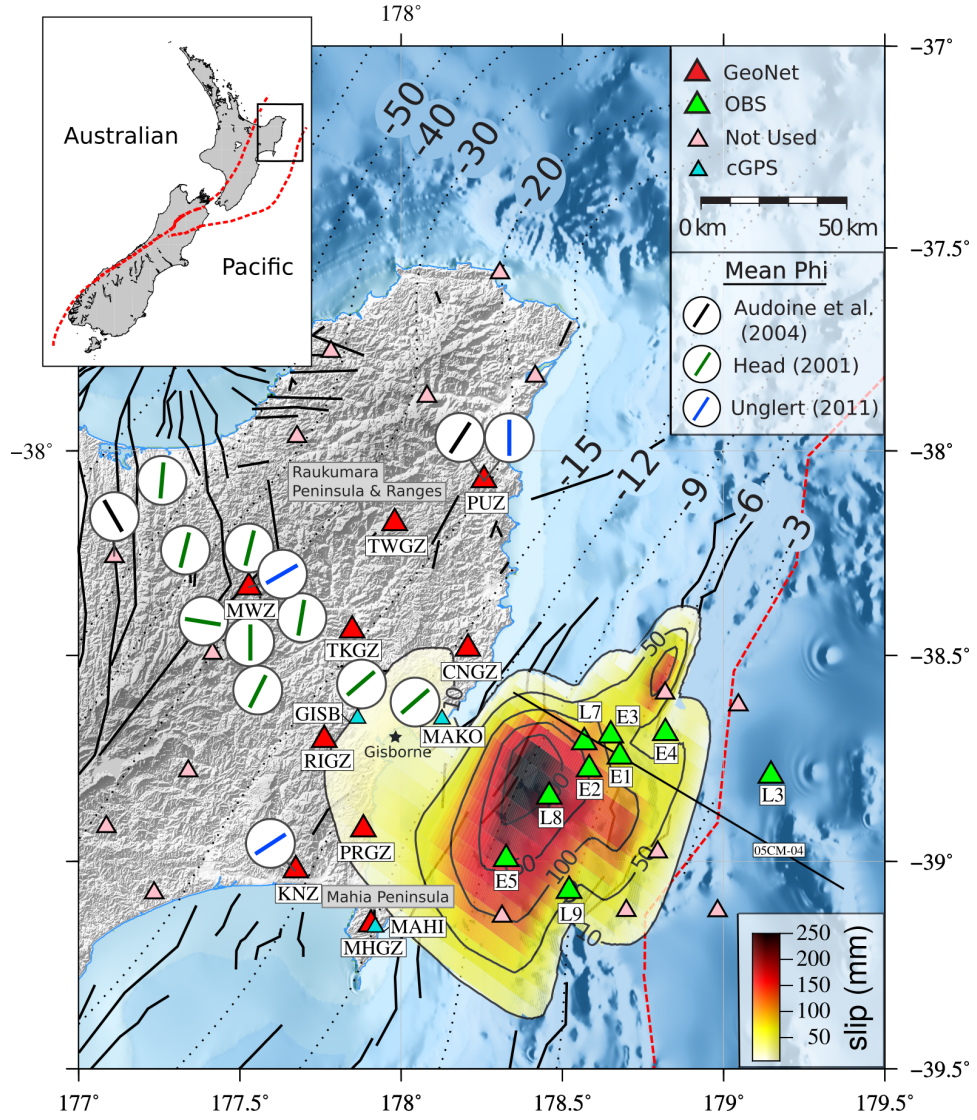 178°
Australian
Pacific
-50
-40
-30
-20
-37°
GeoNet
OBS
Not Used
cGPS
0 km
50 km
-37.5°
Mean Phi
Audoine et al.
(2004)
Head (2001)
Unglert (2011)
-38°
-38°
-15
-12
-9
-6
-3
Raukumara
Peninsula & Ranges
PUZ
TWGZ
MWZ
TKGZ
CNGZ
-38.5°
50
10
GISB
MAKO
Gisborne
RIGZ
L7
E3
E4
E1
E2
L3
L8
PRGZ
05CM-04
E5
100
50
-39°
KNZ
Mahia Peninsula
L9
MAHI
MHGZ
250
200
150
100
50
slip (mm)
-39.5°
177°
177.5°
178°
178.5°
179°
179.5°